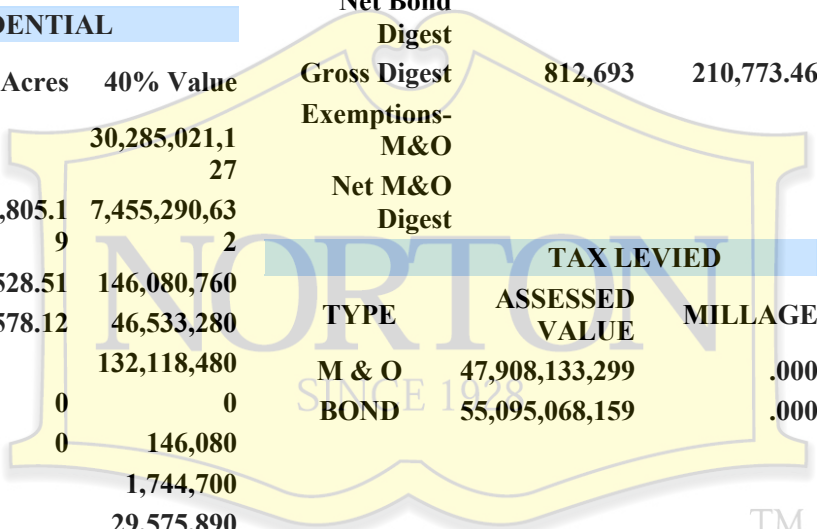 DENTIAL
Acres 40% Value
30,285,021,1
27
,805.1 7,455,290,63
9 2
528.51 146,080,760
578.12 46,533,280
132,118,480
0 0
0 146,080
1,744,700
29,575,890
Net Bond
Digest
Gross Digest 812,693 210,773.46
Exemptions-
M&O
Net M&O
Digest
TAX LEVIED
TYPE ASSESSED MILLAGE
VALUE
M & O 47,908,133,299 .000
BOND 55,095,068,159 .000
NORTON
SINCE 1928
TM